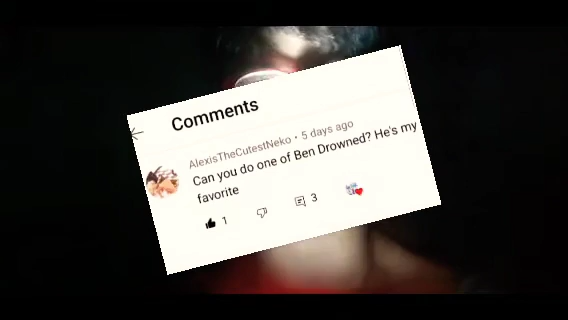 Comments
AlexisTheCutestNeko • 5 days ago
Can you do one of Ben Drowned? He's my
favorite
1
3